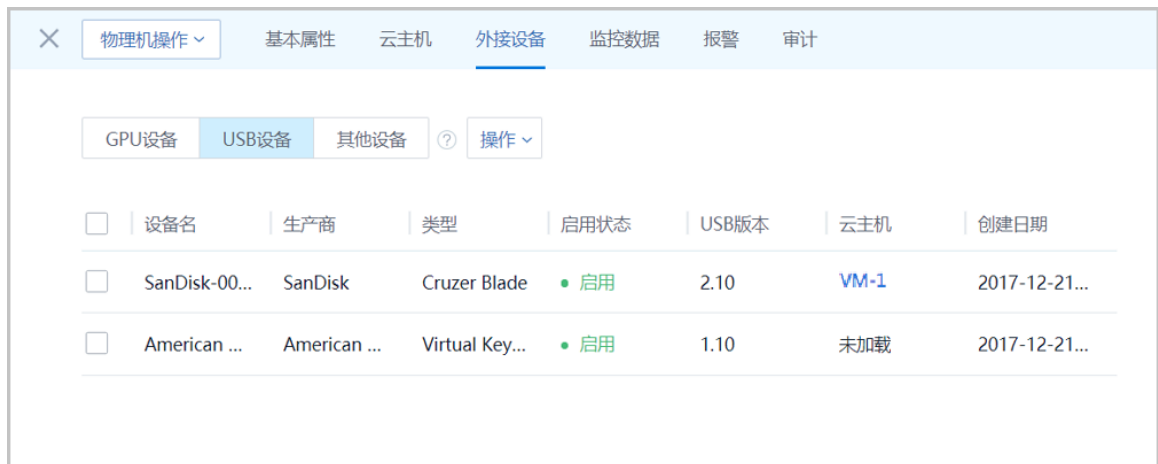 物理机操作 基本属性 云主机 外接设备 监控数据 报警 审计
GPU设备 USB设备 其他设备 ? 操作
设备名 生产商 类型 启用状态 USB版本 云主机 创建日期
SanDisk-00... SanDisk Cruzer Blade 启用 2.10 VM-1 2017-12-21...
American ... American ... Virtual Key... 启用 1.10 未加载 2017-12-21...